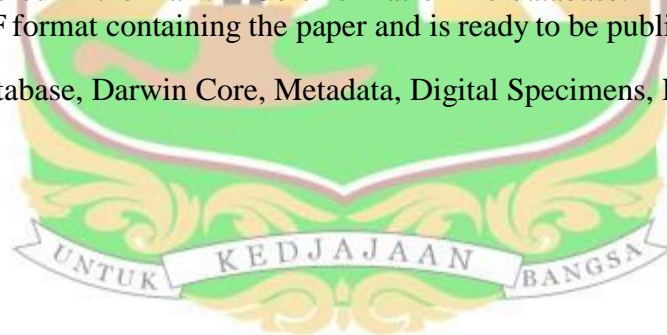 F format containing the paper and is ready to be publi
tabase, Darwin Core, Metadata, Digital Specimens,
UNTUK KEDJAJAAN BANGSA